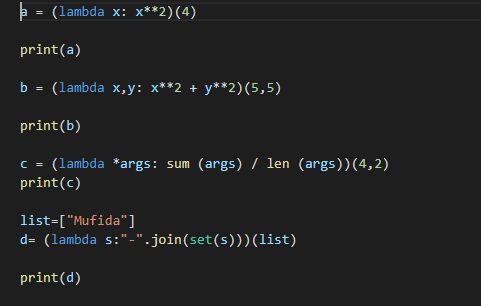 a = (lambda x: x**2)(4)
print(a)
b = (lambda x,y: x**2 + y**2)(5,5)
print(b)
c = (lambda *args: sum (args) / len (args))(4,2)
print(c)
list=["Mufida"]
d= (lambda s:"-".join(set(s)))(list)
print(d)